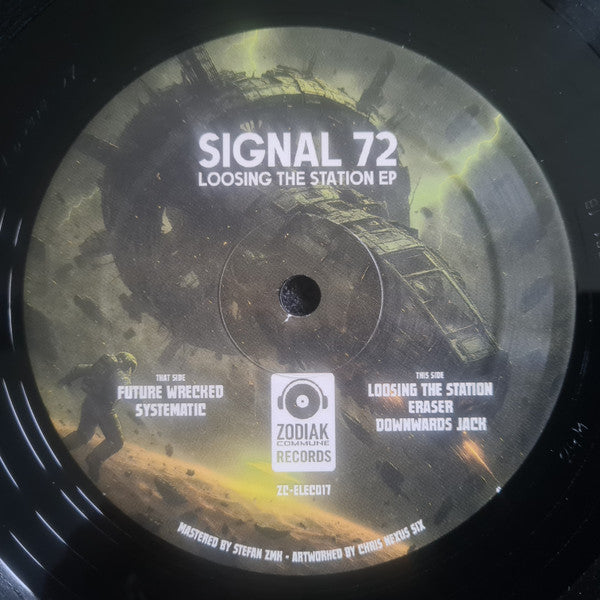 SIGNAL 72
LOOSING THE STATION EP
THAT SIDE
FUTURE WRECKED
SYSTEMATIC
THIS SIDE
LOOSING THE STATION
ERASER
DOWNWARDS JACK
ZODIAK
COMMUNE
RECORDS
ZC-ELEC017
MASTERED BY STEFAN ZMK • ARTWORKED BY CHRIS NEXUS SIX